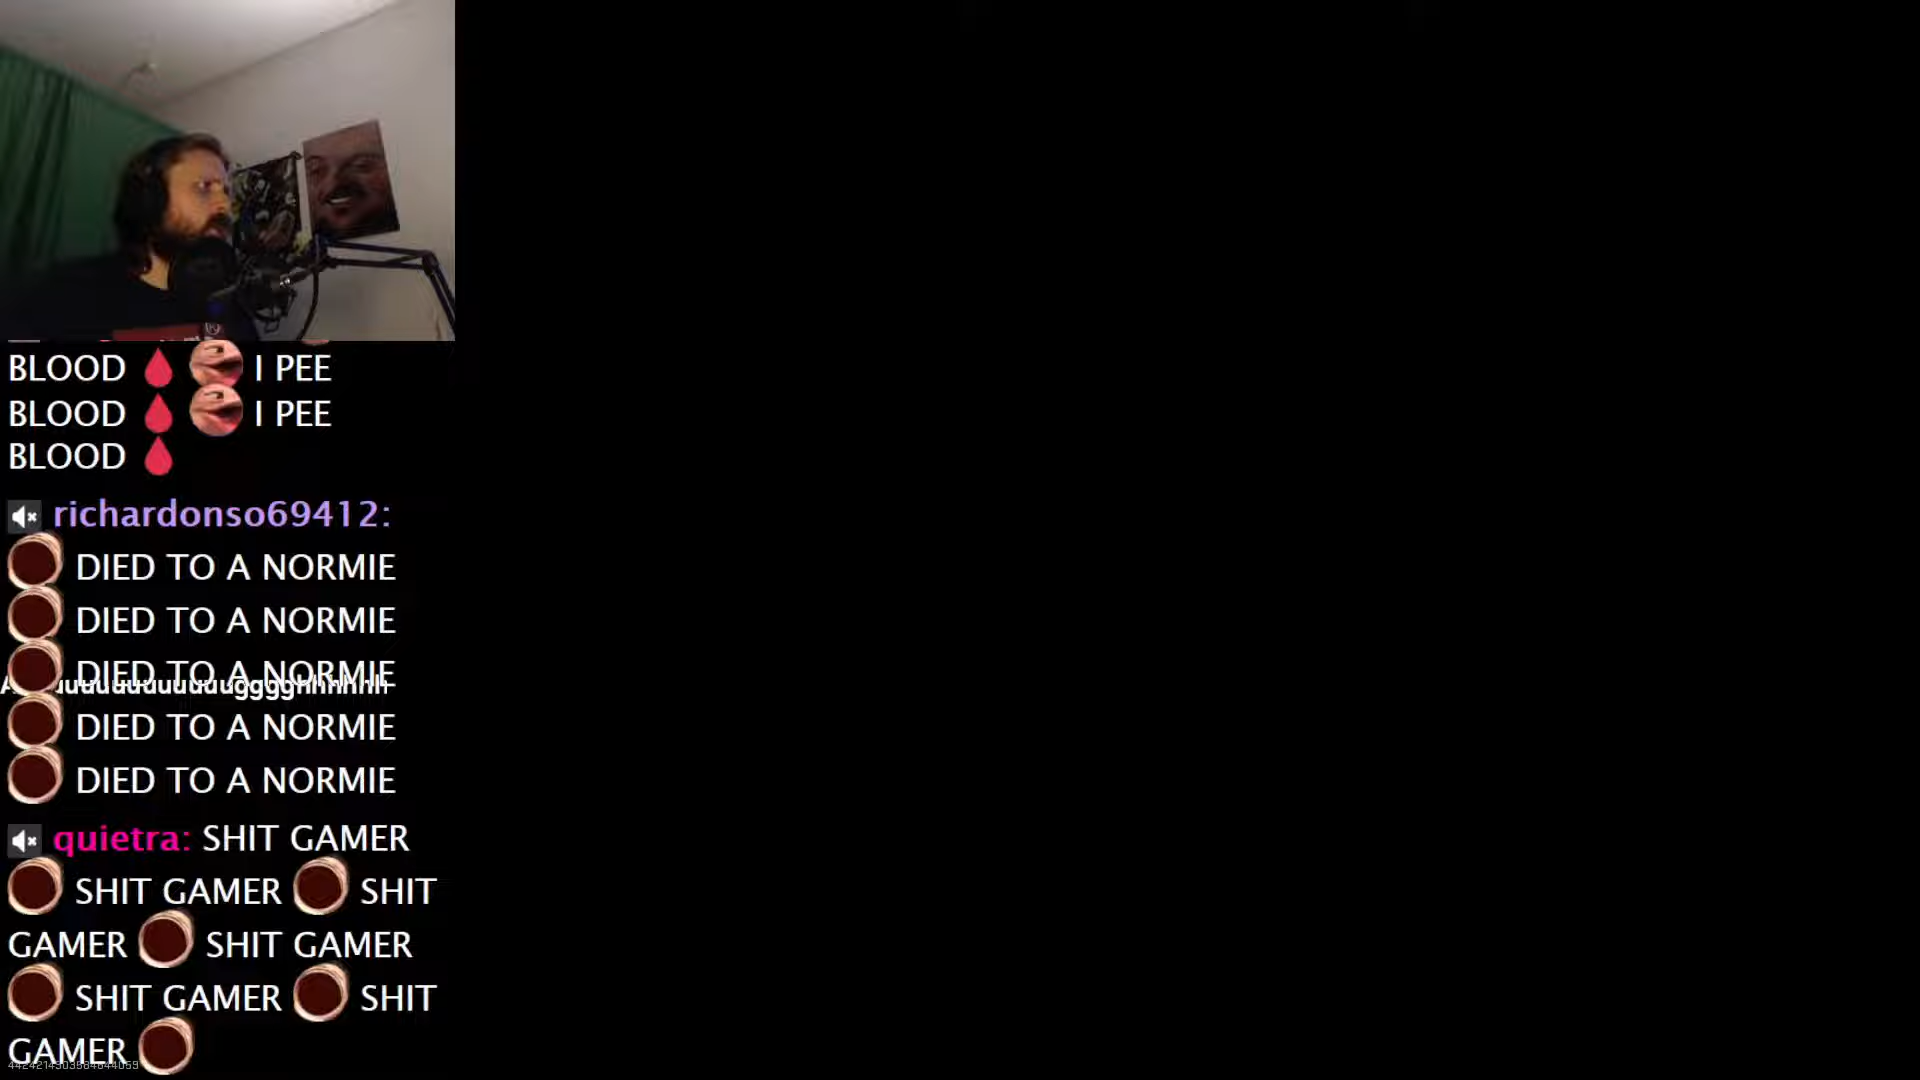 BLOOD 🩸 I PEE
BLOOD 🩸 I PEE
BLOOD 🩸
richardonso69412:
DIED TO A NORMIE
DIED TO A NORMIE
DIED TO A NORMIE
DIED TO A NORMIE
DIED TO A NORMIE
quietra: SHIT GAMER
SHIT GAMER SHIT
GAMER SHIT GAMER
SHIT GAMER SHIT
GAMER